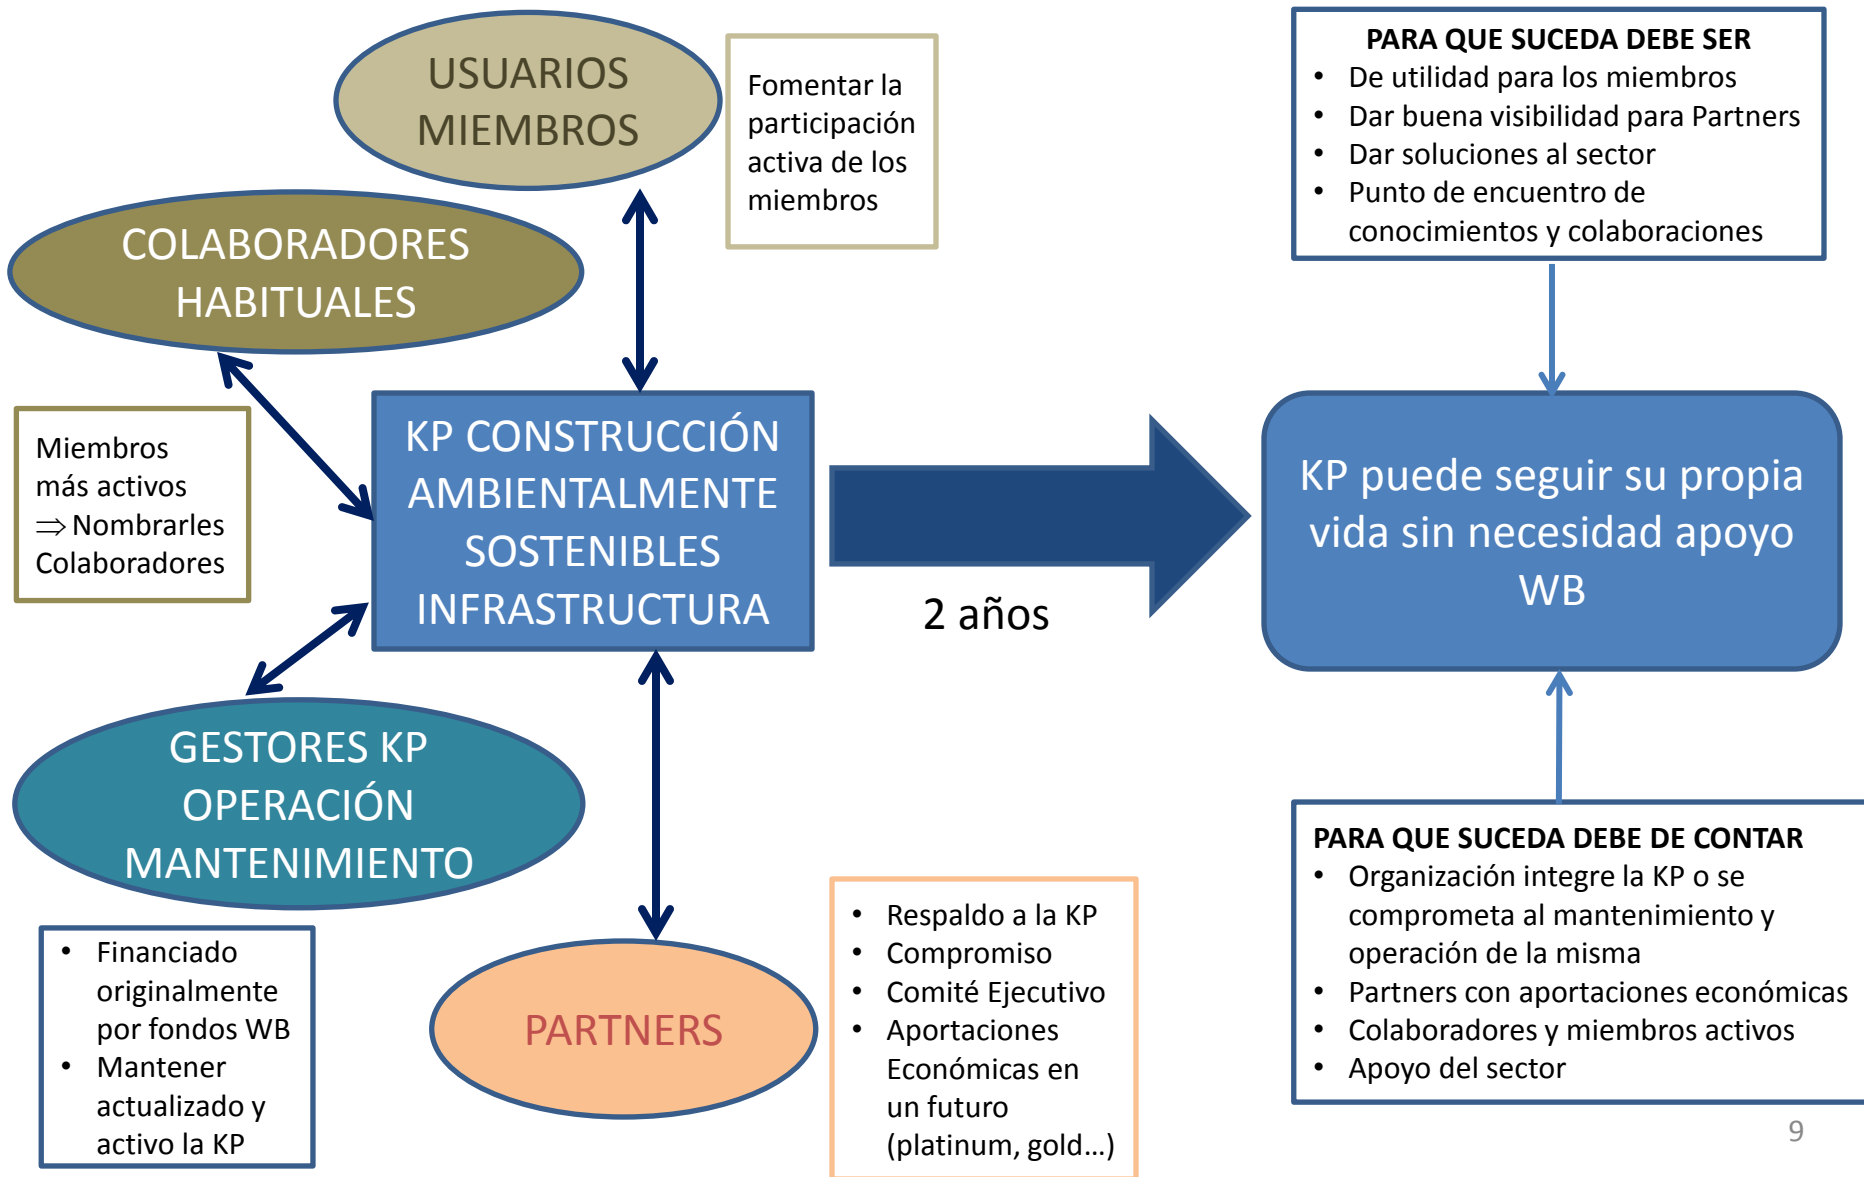 USUARIOS
MIEMBROS
Fomentar la
participación
activa de los
miembros
COLABORADORES
HABITUALES
Miembros
más activos
⇒ Nombrarles
Colaboradores
KP CONSTRUCCIÓN
AMBIENTALMENTE
SOSTENIBLES
INFRASTRUCTURA
GESTORES KP
OPERACIÓN
MANTENIMIENTO
• Financiado
originalmente
por fondos WB
• Mantener
actualizado y
activo la KP
PARTNERS
• Respaldo a la KP
• Compromiso
• Comité Ejecutivo
• Aportaciones
Económicas en
un futuro
(platinum, gold…)
2 años
PARA QUE SUCEDA DEBE SER
• De utilidad para los miembros
• Dar buena visibilidad para Partners
• Dar soluciones al sector
• Punto de encuentro de
conocimientos y colaboraciones
KP puede seguir su propia
vida sin necesidad apoyo
WB
PARA QUE SUCEDA DEBE DE CONTAR
• Organización integre la KP o se
comprometa al mantenimiento y
operación de la misma
• Partners con aportaciones económicas
• Colaboradores y miembros activos
• Apoyo del sector
9